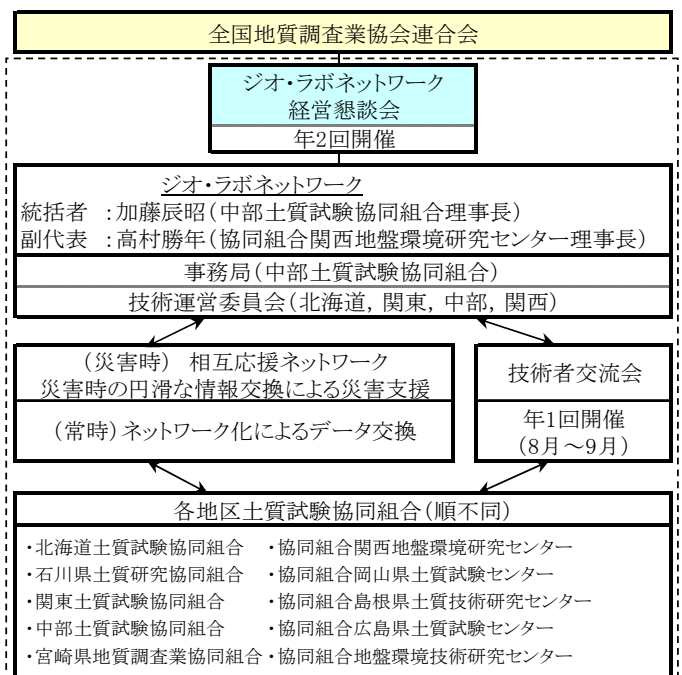 全国地質調査業協会連合会
ジオ・ラボネットワーク
経営懇談会
年2回開催
ジオ・ラボネットワーク
統括者 :加藤辰昭(中部土質試験協同組合理事長)
副代表 :高村勝年(協同組合関西地盤環境研究センター理事長)
事務局(中部土質試験協同組合)
技術運営委員会(北海道, 関東, 中部, 関西)
(災害時) 相互応援ネットワーク
災害時の円滑な情報交換による災害支援
(常時)ネットワーク化によるデータ交換
技術者交流会
年1回開催
(8月～9月)
各地区土質試験協同組合(順不同)
・北海道土質試験協同組合 ・協同組合関西地盤環境研究センター
・石川県土質研究協同組合 ・協同組合岡山県土質試験センター
・関東土質試験協同組合 ・協同組合島根県土質技術研究センター
・中部土質試験協同組合 ・協同組合広島県土質試験センター
・宮崎県地質調査業協同組合 ・協同組合地盤環境技術研究センター